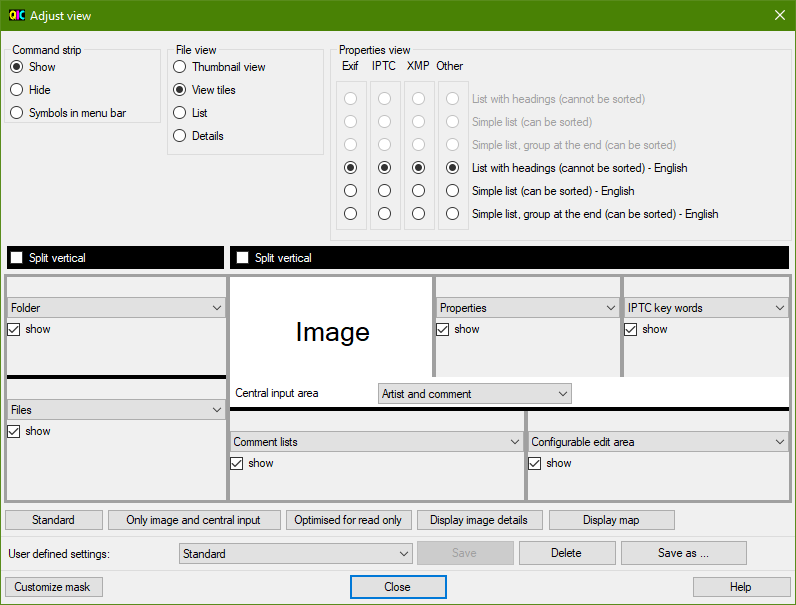 QIC Adjust view
Command strip
Show
Hide
Symbols in menu bar
File view
Thumbnail view
View tiles
List
Details
Properties view
Exif IPTC XMP Other
List with headings (cannot be sorted)
Simple list (can be sorted)
Simple list, group at the end (can be sorted)
List with headings (cannot be sorted) - English
Simple list (can be sorted) - English
Simple list, group at the end (can be sorted) - English
Split vertical
Split vertical
Folder
show
Files
show
Image
Properties
show
IPTC key words
show
Central input area Artist and comment
Comment lists
show
Configurable edit area
show
Standard Only image and central input Optimised for read only Display image details Display map
User defined settings: Standard Save Delete Save as ...
Customize mask Close Help